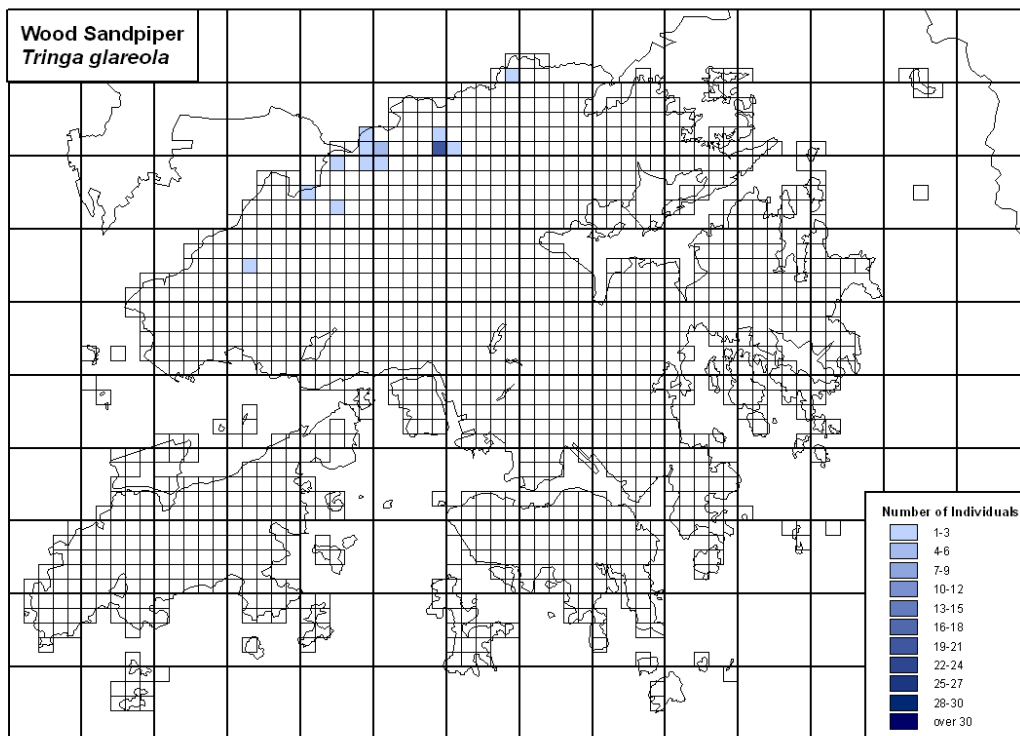 Wood Sandpiper
Tringa glareola
Number of Individuals
1-3
4-6
7-9
10-12
13-15
16-18
19-21
22-24
25-27
28-30
over 30